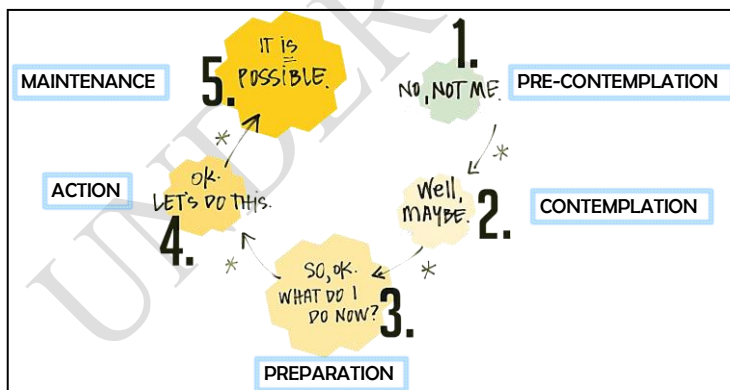 1.
NO, NOT ME.
PRE-CONTEMPLATION
Well,
MAYBE.
2.
CONTEMPLATION
SO, OK.
WHAT DO I
DO NOW?
3.
PREPARATION
OK.
LET'S DO THIS.
4.
ACTION
IT is
POSSIBLE.
5.
MAINTENANCE
UNDER